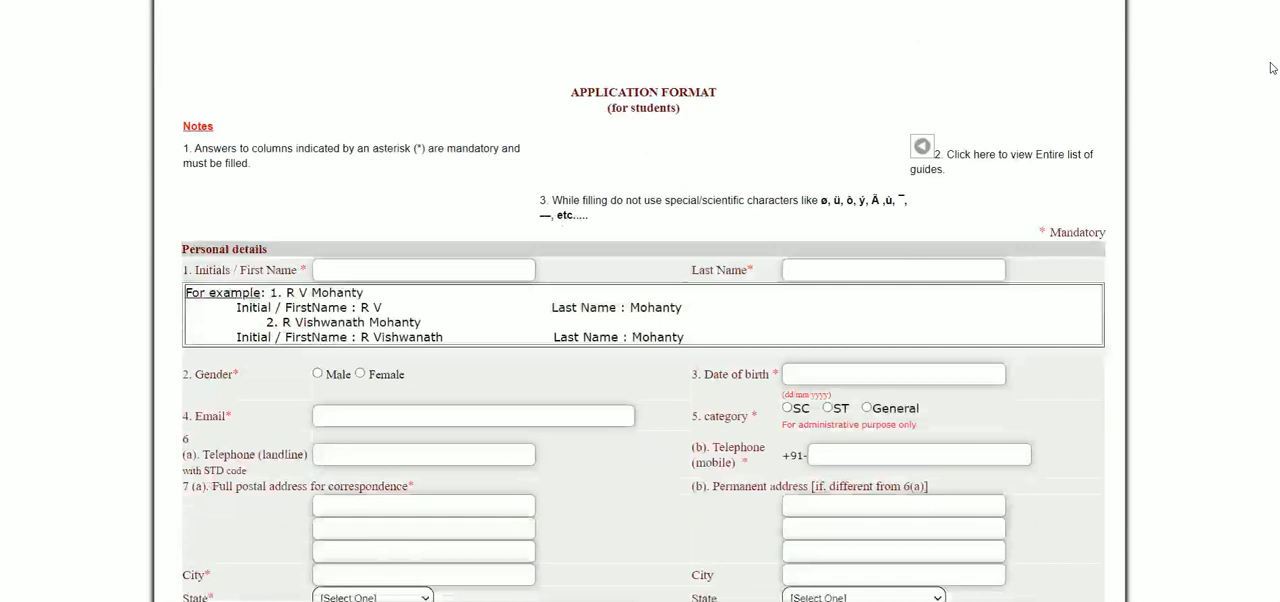 APPLICATION FORMAT
(for students)
Notes
1. Answers to columns indicated by an asterisk (*) are mandatory and
must be filled.
2. Click here to view Entire list of
guides.
3. While filling do not use special/scientific characters like ø, ü, ô, ý, Ã ,ù, ¯,
—, etc.....
* Mandatory
Personal details
1. Initials / First Name *
Last Name*
For example: 1. R V Mohanty
Initial / FirstName : R V Last Name : Mohanty
2. R Vishwanath Mohanty
Initial / FirstName : R Vishwanath Last Name : Mohanty
2. Gender*
Male Female
3. Date of birth *
(dd/mm/yyyy)
4. Email*
5. category *
SC ST General
For administrative purpose only
6
(a). Telephone (landline)
with STD code
(b). Telephone
(mobile) *
+91-
7 (a). Full postal address for correspondence*
(b). Permanent address [if, different from 6(a)]
City*
City
State*
[Select One]
State
[Select One]